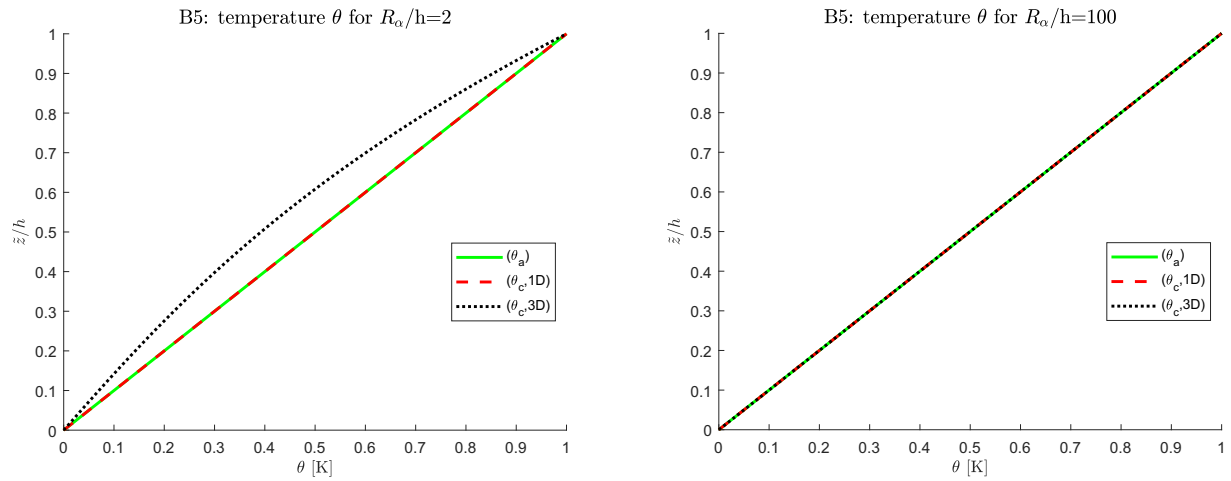 B5: temperature θ for R_α/h=2
1
0.9
0.8
0.7
0.6
0.5
0.4
0.3
0.2
0.1
0
z̃/h
(θ_a)
(θ_c,1D)
(θ_c,3D)
0 0.1 0.2 0.3 0.4 0.5 0.6 0.7 0.8 0.9 1
θ [K]
B5: temperature θ for R_α/h=100
1
0.9
0.8
0.7
0.6
0.5
0.4
0.3
0.2
0.1
0
z̃/h
(θ_a)
(θ_c,1D)
(θ_c,3D)
0 0.1 0.2 0.3 0.4 0.5 0.6 0.7 0.8 0.9 1
θ [K]